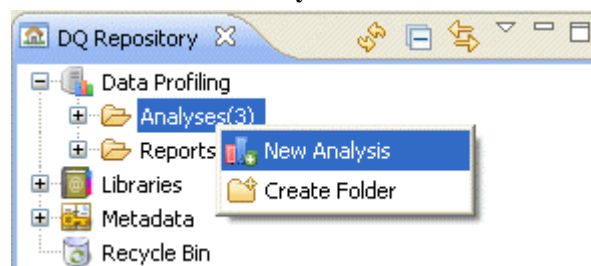 DQ Repository
Data Profiling
Analyses(3)
Reports
New Analysis
Create Folder
Libraries
Metadata
Recycle Bin